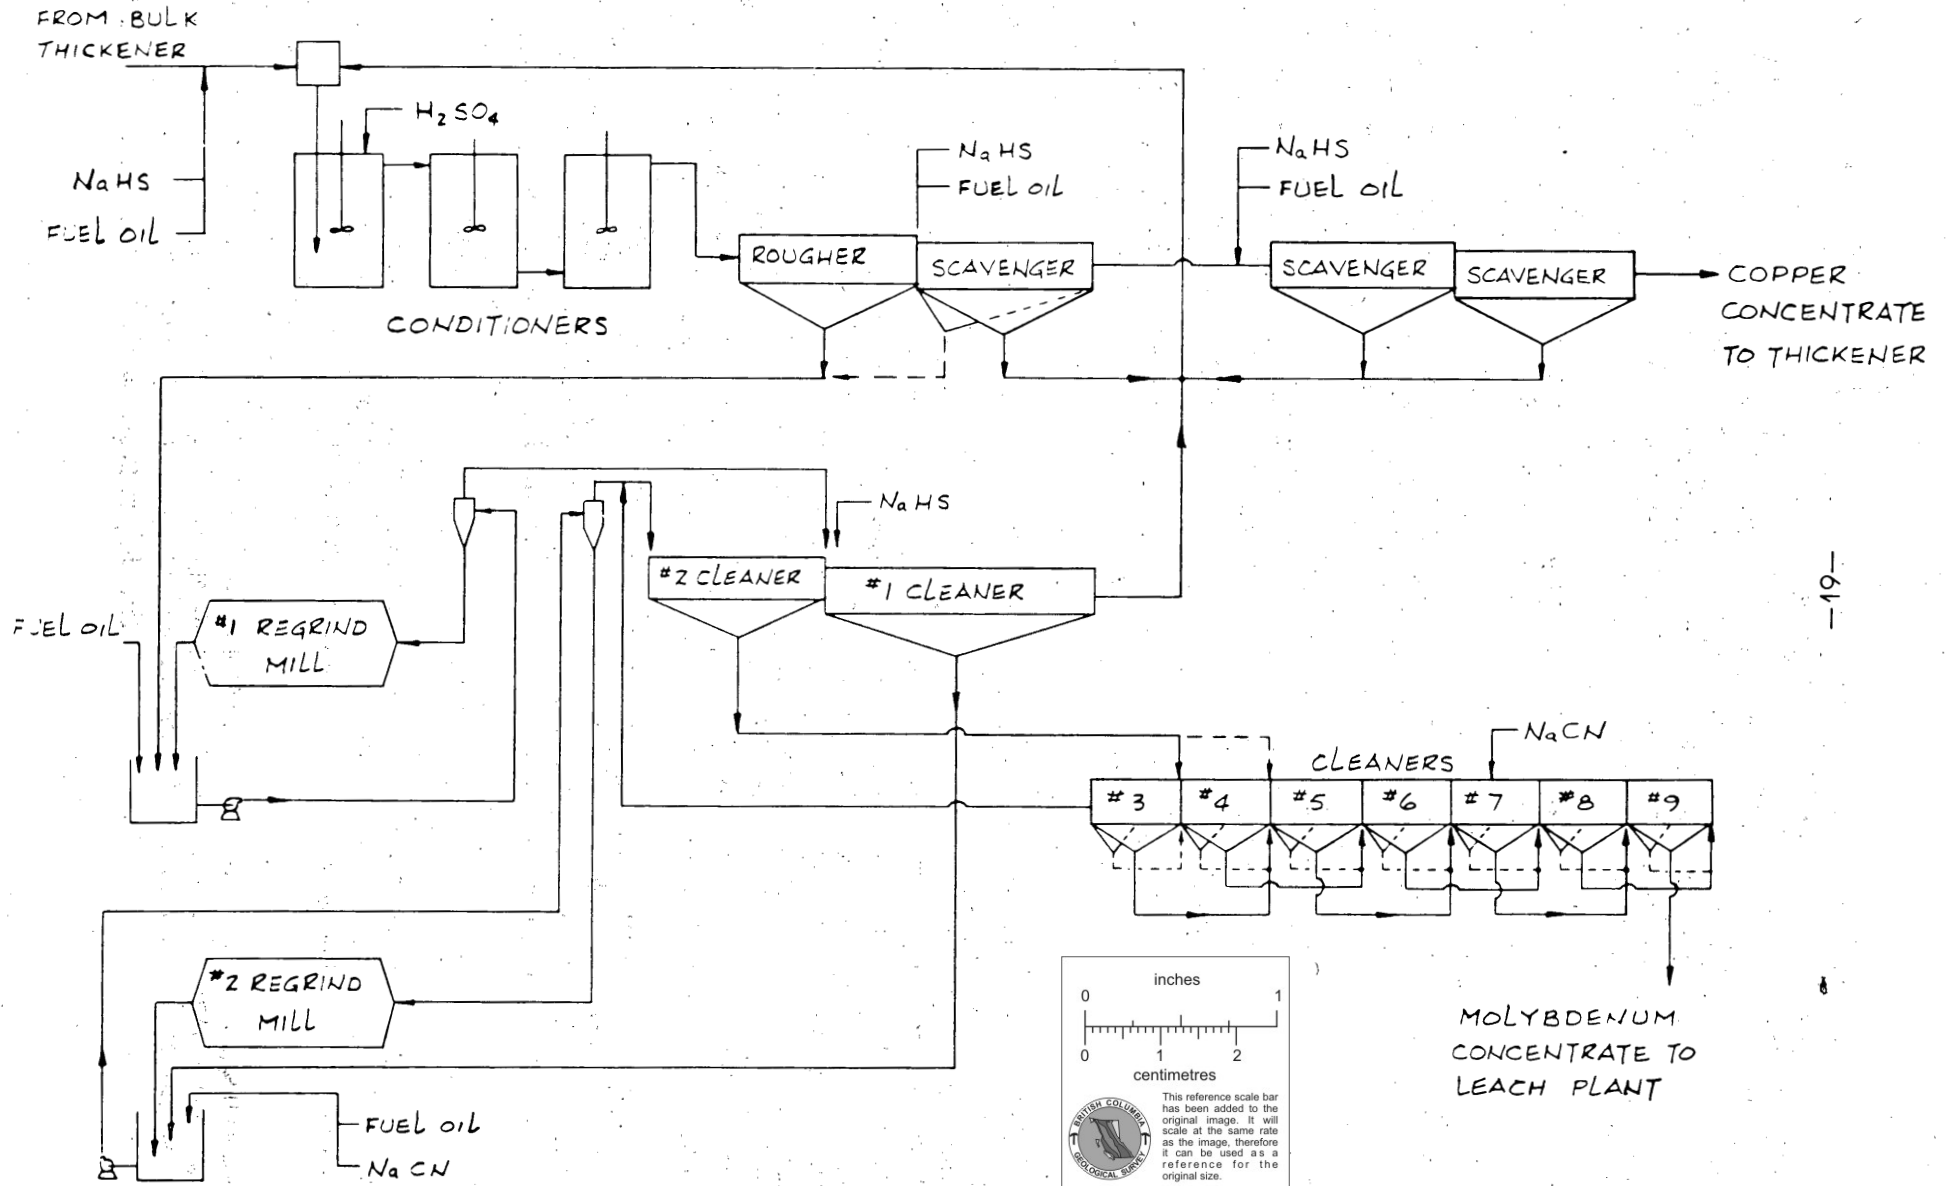 FROM BULK
THICKENER
NaHS
FUEL OIL
H₂SO₄
CONDITIONERS
NaHS
FUEL OIL
NaHS
FUEL OIL
ROUGHER
SCAVENGER
SCAVENGER
SCAVENGER
COPPER
CONCENTRATE
TO THICKENER
NaHS
#2 CLEANER
#1 CLEANER
FUEL OIL
#1 REGRIND
MILL
NaCN
CLEANERS
#3
#4
#5
#6
#7
#8
#9
#2 REGRIND
MILL
FUEL OIL
NaCN
MOLYBDENUM
CONCENTRATE TO
LEACH PLANT
—19—
inches
0 1
0 1 2
centimetres
BRITISH COLUMBIA
GEOLOGICAL SURVEY
This reference scale bar
has been added to the
original image. It will
scale at the same rate
as the image, therefore
it can be used as a
reference for the
original size.